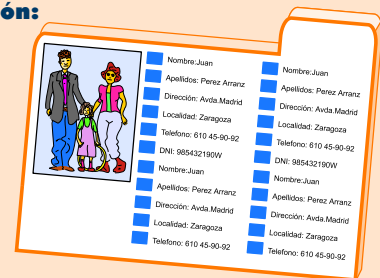 ón:
Nombre:Juan
Apellidos: Perez Arranz
Dirección: Avda.Madrid
Localidad: Zaragoza
Telefono: 610 45-90-92
DNI: 985432190W
Nombre:Juan
Apellidos: Perez Arranz
Dirección: Avda.Madrid
Localidad: Zaragoza
Telefono: 610 45-90-92
Nombre:Juan
Apellidos: Perez Arranz
Dirección: Avda.Madrid
Localidad: Zaragoza
Telefono: 610 45-90-92
DNI: 985432190W
Nombre:Juan
Apellidos: Perez Arranz
Dirección: Avda.Madrid
Localidad: Zaragoza
Telefono: 610 45-90-92